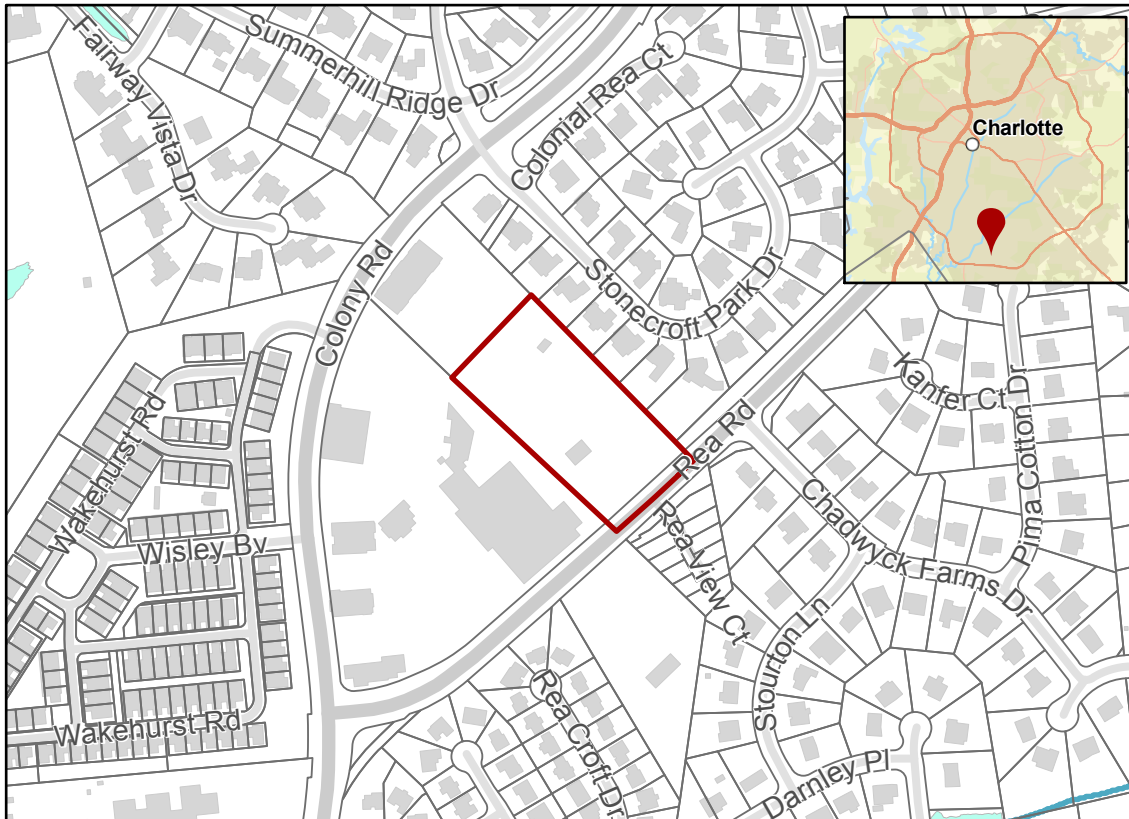 Fairway Vista Dr
Summerhill Ridge Dr
Colonial Rea Ct
Charlotte
Colony Rd
Stonecroft Park Dr
Kanfer Ct
Pima Cotton Dr
Rea Rd
Wakehurst Rd
Wisley Bv
Rea View Ct
Chadwyck Farms Dr
Stourton Ln
Rea Croft Dr
Wakehurst Rd
Darnley Pl